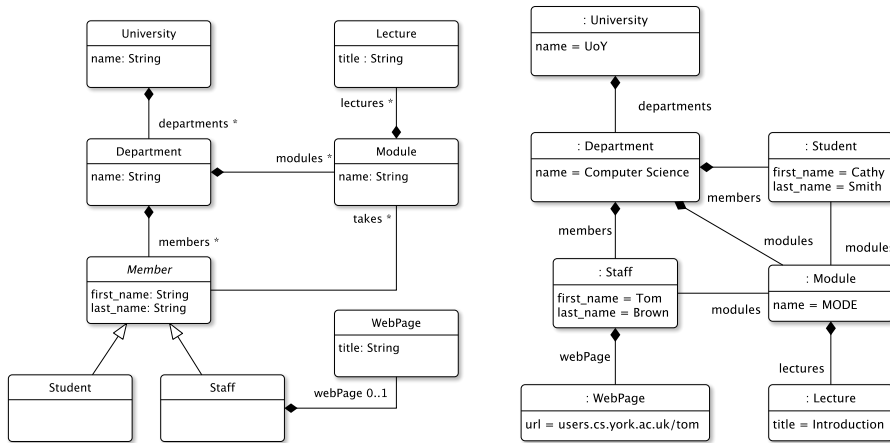 University
name: String
departments *
Department
name: String
members *
Member
first_name: String
last_name: String
Student
Staff
Lecture
title : String
lectures *
modules *
Module
name: String
takes *
WebPage
title: String
webPage 0..1
: University
name = UoY
departments
: Department
name = Computer Science
: Student
first_name = Cathy
last_name = Smith
members
members
modules
modules
: Staff
first_name = Tom
last_name = Brown
modules
: Module
name = MODE
webPage
lectures
: WebPage
url = users.cs.york.ac.uk/tom
: Lecture
title = Introduction